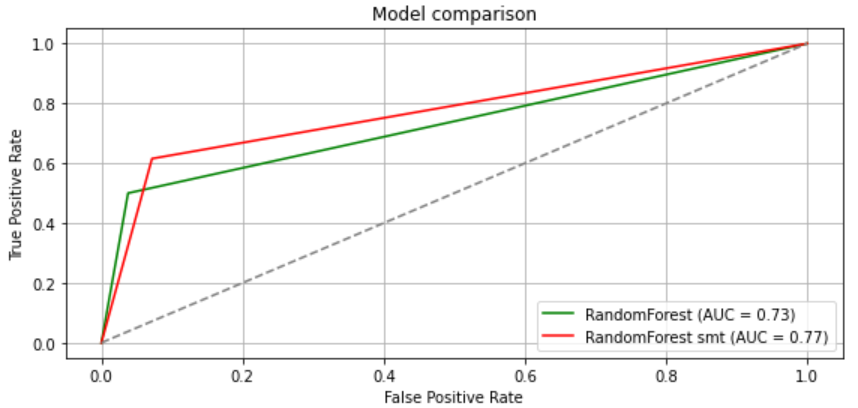 Model comparison
1.0
0.8
0.6
0.4
0.2
0.0
True Positive Rate
RandomForest (AUC = 0.73)
RandomForest smt (AUC = 0.77)
0.0 0.2 0.4 0.6 0.8 1.0
False Positive Rate